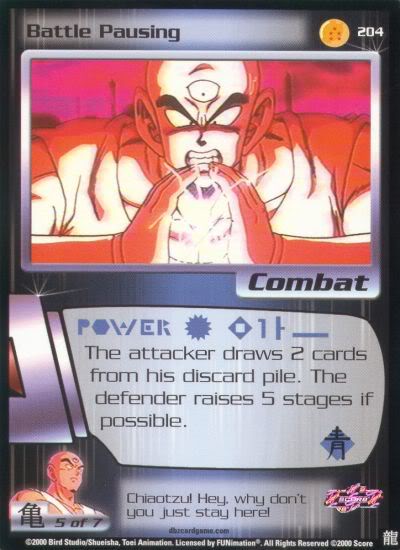 Battle Pausing
204
Combat
POWER
The attacker draws 2 cards
from his discard pile. The
defender raises 5 stages if
possible.
青
亀
5 of 7
Chiaotzu! Hey, why don't
you just stay here!
SCORE
dbzcardgame.com
龍
©2000 Bird Studio/Shueisha, Toei Animation. Licensed by FUNimation®. All Rights Reserved ©2000 Score